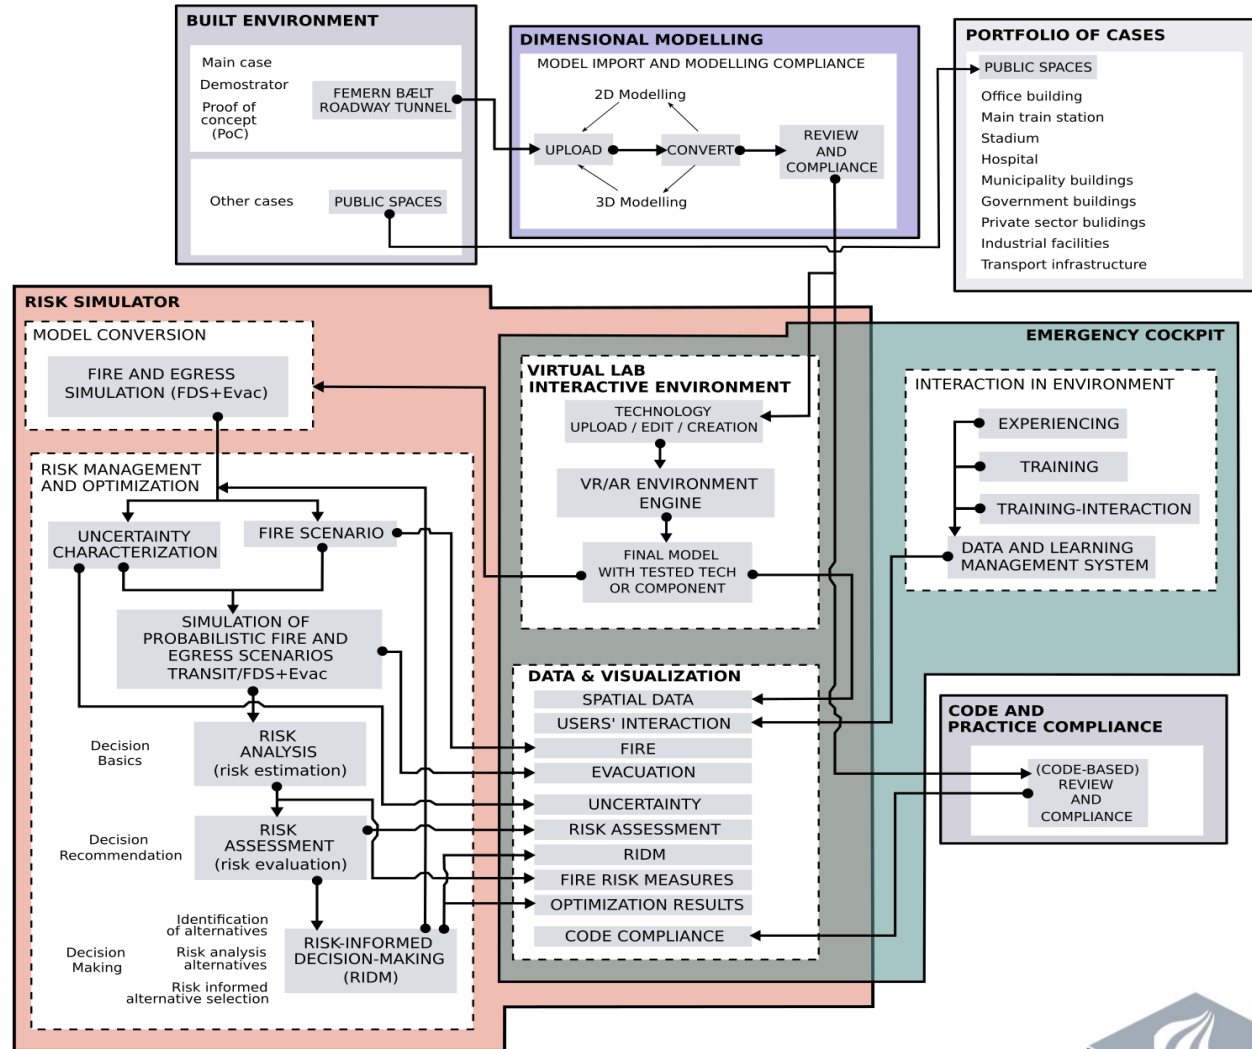 BUILT ENVIRONMENT
Main case
Demostrator
Proof of
concept
(PoC)
FEMERN BÆLT
ROADWAY TUNNEL
Other cases
PUBLIC SPACES
DIMENSIONAL MODELLING
MODEL IMPORT AND MODELLING COMPLIANCE
2D Modelling
UPLOAD
CONVERT
REVIEW
AND
COMPLIANCE
3D Modelling
PORTFOLIO OF CASES
PUBLIC SPACES
Office building
Main train station
Stadium
Hospital
Municipality buildings
Government buildings
Private sector bulidings
Industrial facilities
Transport infrastructure
RISK SIMULATOR
MODEL CONVERSION
FIRE AND EGRESS
SIMULATION (FDS+Evac)
RISK MANAGEMENT
AND OPTIMIZATION
UNCERTAINTY
CHARACTERIZATION
FIRE SCENARIO
SIMULATION OF
PROBABILISTIC FIRE AND
EGRESS SCENARIOS
TRANSIT/FDS+Evac
Decision
Basics
RISK
ANALYSIS
(risk estimation)
Decision
Recommendation
RISK
ASSESSMENT
(risk evaluation)
Decision
Making
Identification
of alternatives
Risk analysis
alternatives
Risk informed
alternative selection
RISK-INFORMED
DECISION-MAKING
(RIDM)
VIRTUAL LAB
INTERACTIVE ENVIRONMENT
TECHNOLOGY
UPLOAD / EDIT / CREATION
VR/AR ENVIRONMENT
ENGINE
FINAL MODEL
WITH TESTED TECH
OR COMPONENT
DATA & VISUALIZATION
SPATIAL DATA
USERS' INTERACTION
FIRE
EVACUATION
UNCERTAINTY
RISK ASSESSMENT
RIDM
FIRE RISK MEASURES
OPTIMIZATION RESULTS
CODE COMPLIANCE
EMERGENCY COCKPIT
INTERACTION IN ENVIRONMENT
EXPERIENCING
TRAINING
TRAINING-INTERACTION
DATA AND LEARNING
MANAGEMENT SYSTEM
CODE AND
PRACTICE COMPLIANCE
(CODE-BASED)
REVIEW
AND
COMPLIANCE